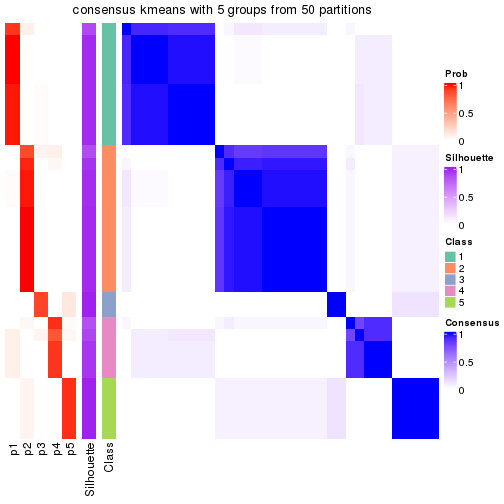 consensus kmeans with 5 groups from 50 partitions
Prob
1
0.5
0
Silhouette
1
0.5
0
Class
1
2
3
4
5
Consensus
1
0.5
0
p1
p2
p3
p4
p5
Silhouette
Class